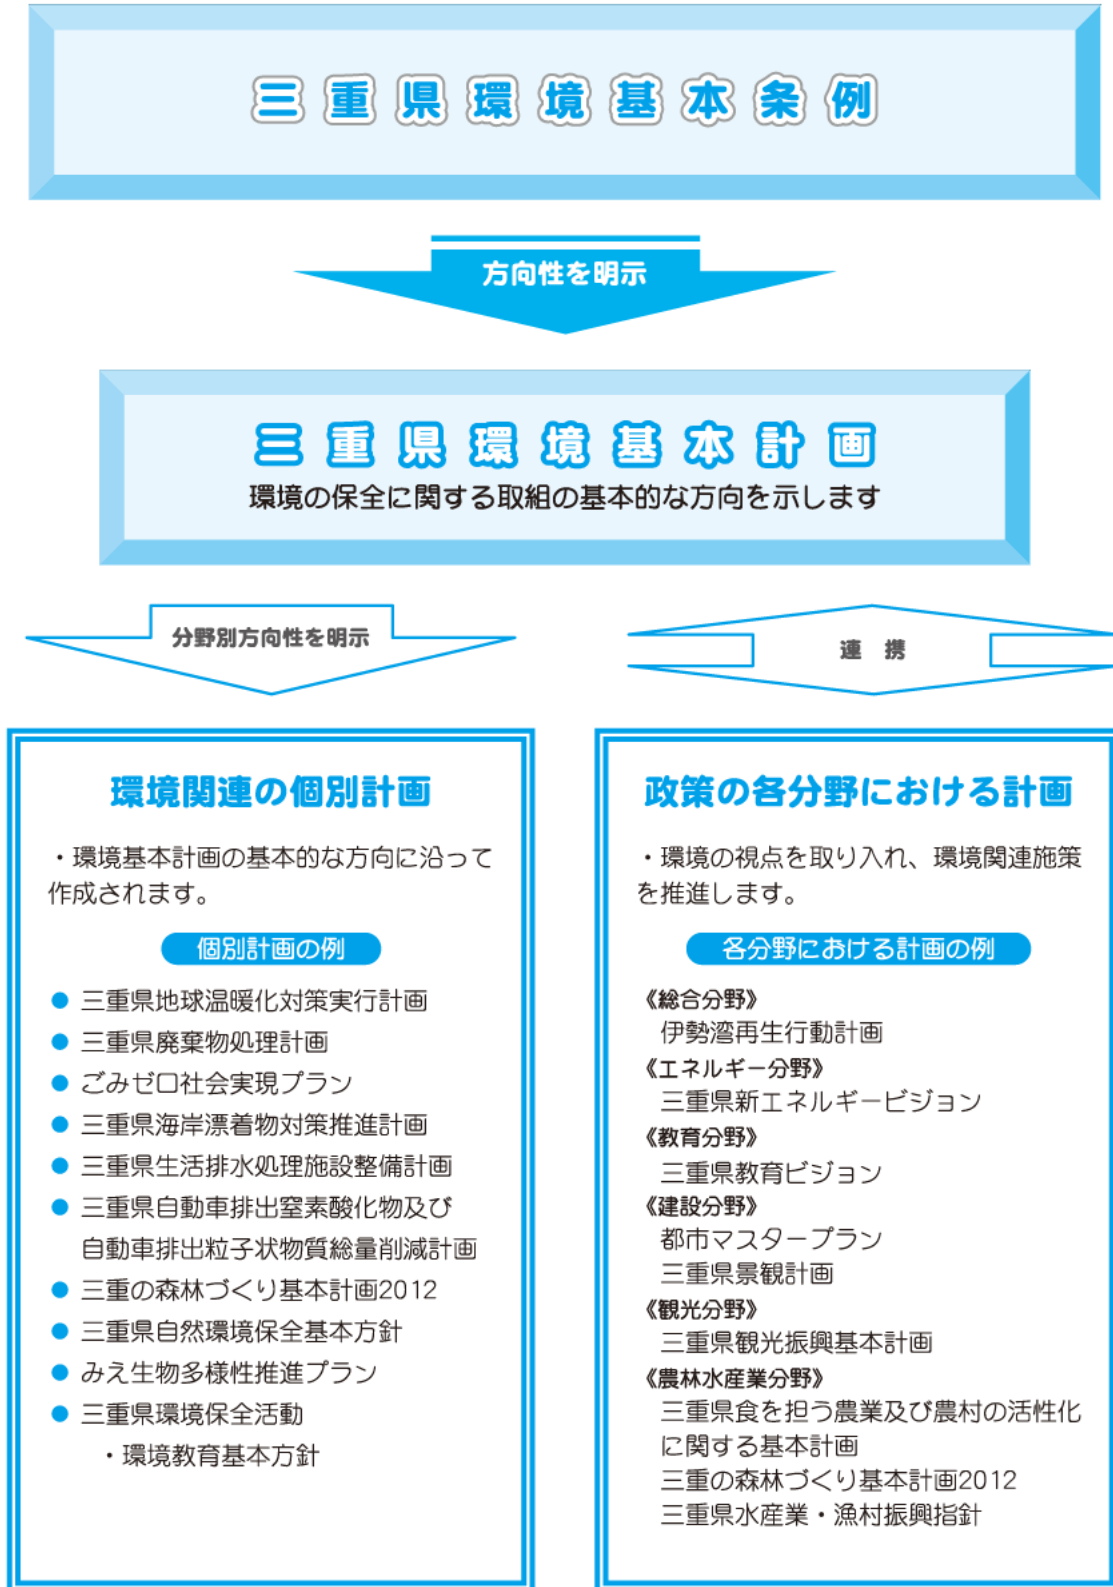 三重県環境基本条例
方向性を明示
三重県環境基本計画
環境の保全に関する取組の基本的な方向を示します
分野別方向性を明示
連 携
環境関連の個別計画
・環境基本計画の基本的な方向に沿って
作成されます。
個別計画の例
● 三重県地球温暖化対策実行計画
● 三重県廃棄物処理計画
● ごみゼロ社会実現プラン
● 三重県海岸漂着物対策推進計画
● 三重県生活排水処理施設整備計画
● 三重県自動車排出窒素酸化物及び
自動車排出粒子状物質総量削減計画
● 三重の森林づくり基本計画2012
● 三重県自然環境保全基本方針
● みえ生物多様性推進プラン
● 三重県環境保全活動
・環境教育基本方針
政策の各分野における計画
・環境の視点を取り入れ、環境関連施策
を推進します。
各分野における計画の例
《総合分野》
伊勢湾再生行動計画
《エネルギー分野》
三重県新エネルギービジョン
《教育分野》
三重県教育ビジョン
《建設分野》
都市マスタープラン
三重県景観計画
《観光分野》
三重県観光振興基本計画
《農林水産業分野》
三重県食を担う農業及び農村の活性化
に関する基本計画
三重の森林づくり基本計画2012
三重県水産業・漁村振興指針